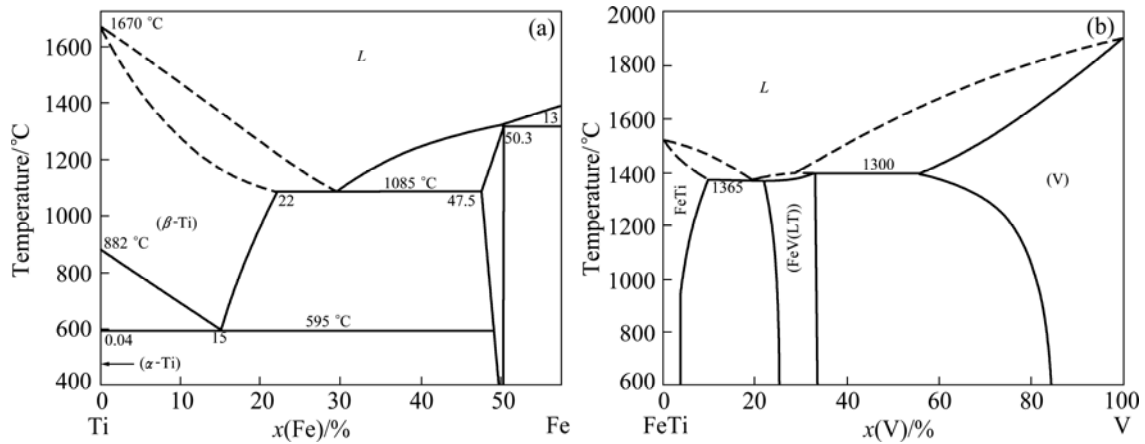 (a)
1670 °C
L
1600
1400
1200
1000
800
600
400
Temperature/°C
13
50.3
1085 °C
22
47.5
(β-Ti)
882 °C
595 °C
0.04
15
(α-Ti)
0
10
20
30
40
50
Ti
x(Fe)/%
Fe
(b)
2000
1800
1600
1400
1200
1000
800
600
Temperature/°C
L
1300
1365
FeTi
(FeV(LT)
(V)
0
20
40
60
80
100
FeTi
x(V)/%
V